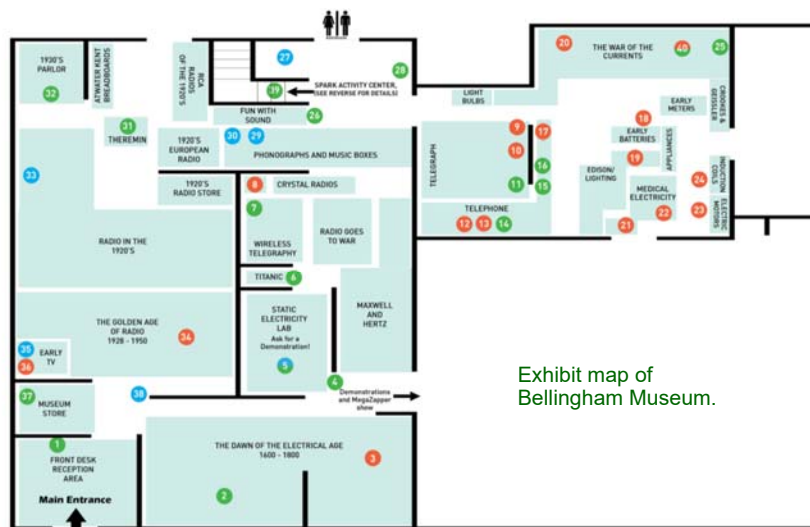 1930'S
PARLOR
32
ATWATER KENT
BREADBOARDS
RCA
RADIOS
OF THE 1920'S
27
28
39
SPARK ACTIVITY CENTER,
(SEE REVERSE FOR DETAILS)
FUN WITH
SOUND
26
31
THEREMIN
1920'S
EUROPEAN
RADIO
30
29
PHONOGRAPHS AND MUSIC BOXES
33
1920'S
RADIO STORE
8
CRYSTAL RADIOS
7
WIRELESS
TELEGRAPHY
RADIO GOES
TO WAR
RADIO IN THE
1920'S
TITANIC
6
THE GOLDEN AGE
OF RADIO
1928 - 1950
34
STATIC
ELECTRICITY
LAB
Ask for a
Demonstration!
5
MAXWELL
AND
HERTZ
35
36
EARLY
TV
4
Demonstrations
and MegaZapper
show
37
MUSEUM
STORE
38
1
FRONT DESK
RECEPTION
AREA
Main Entrance
THE DAWN OF THE ELECTRICAL AGE
1600 - 1800
2
3
20
THE WAR OF THE
CURRENTS
40
25
LIGHT
BULBS
EARLY
METERS
CROOKES &
GEISSLER
TELEGRAPH
9
10
11
17
16
15
TELEPHONE
12
13
14
18
EARLY
BATTERIES
19
APPLIANCES
EDISON/
LIGHTING
MEDICAL
ELECTRICITY
22
21
24
INDUCTION
COILS
23
ELECTRIC
MOTORS
Exhibit map of
Bellingham Museum.